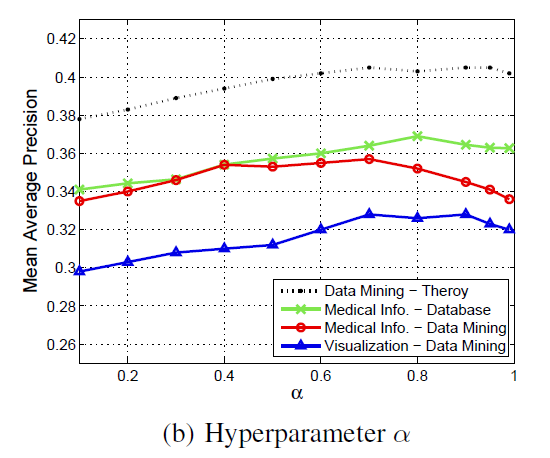 0.42
0.4
0.38
0.36
0.34
0.32
0.3
0.28
0.26
Mean Average Precision
Data Mining − Theroy
Medical Info. − Database
Medical Info. − Data Mining
Visualization − Data Mining
0.2 0.4 0.6 0.8 1
α
(b) Hyperparameter α